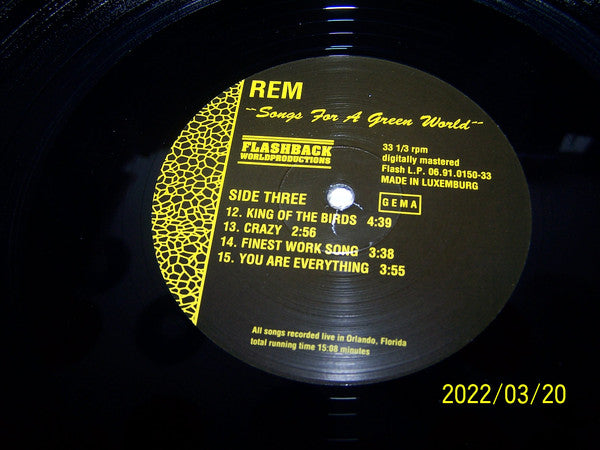 REM
~~Songs For A Green World~~
FLASHBACK
WORLDPRODUCTIONS
33 1/3 rpm
digitally mastered
Flash L.P. 06.91.0150-33
MADE IN LUXEMBURG
GEMA
SIDE THREE
12. KING OF THE BIRDS 4:39
13. CRAZY 2:56
14. FINEST WORK SONG 3:38
15. YOU ARE EVERYTHING 3:55
All songs recorded live in Orlando, Florida
total running time 15:08 minutes
2022/03/20